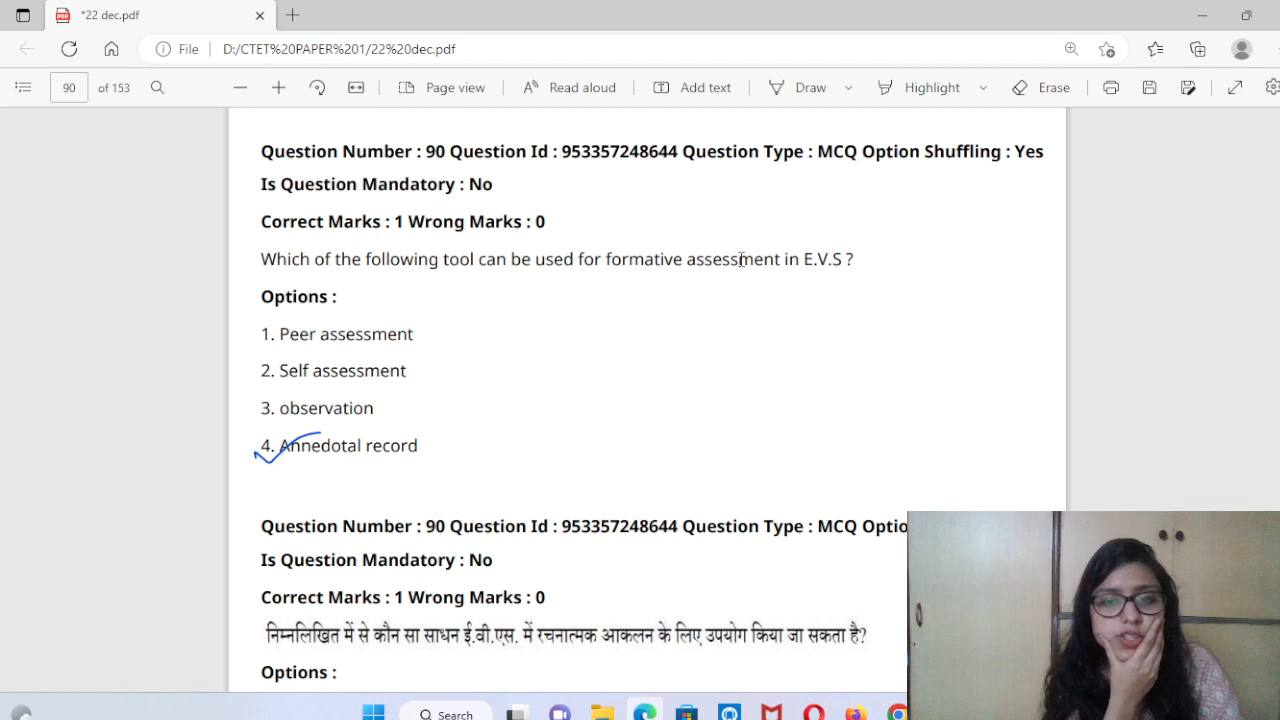 *22 dec.pdf
File
D:/CTET%20PAPER%201/22%20dec.pdf
90 of 153
Page view
Read aloud
Add text
Draw
Highlight
Erase
Question Number : 90 Question Id : 953357248644 Question Type : MCQ Option Shuffling : Yes
Is Question Mandatory : No
Correct Marks : 1 Wrong Marks : 0
Which of the following tool can be used for formative assessment in E.V.S ?
Options :
1. Peer assessment
2. Self assessment
3. observation
4. Annedotal record
Question Number : 90 Question Id : 953357248644 Question Type : MCQ Optio
Is Question Mandatory : No
Correct Marks : 1 Wrong Marks : 0
निम्नलिखित में से कौन सा साधन ई.वी.एस. में रचनात्मक आकलन के लिए उपयोग किया जा सकता है?
Options :
Search